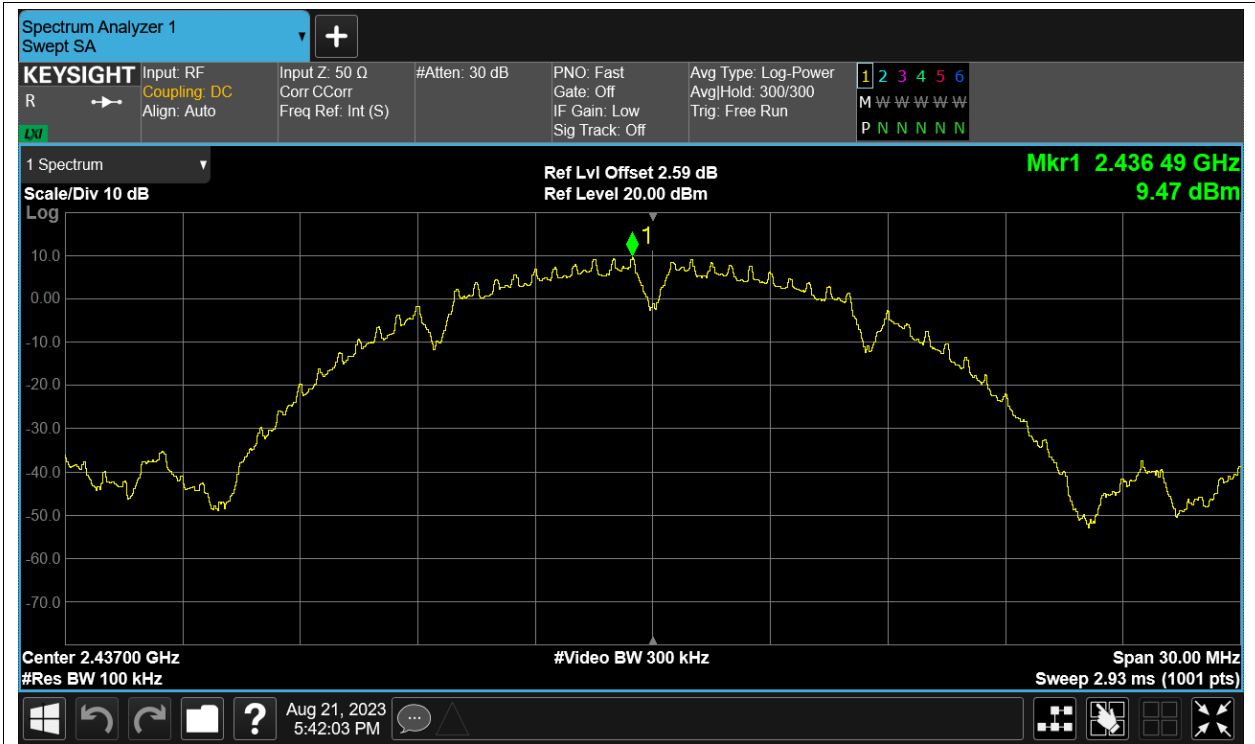 Spectrum Analyzer 1
Swept SA
KEYSIGHT Input: RF Input Z: 50 Ω #Atten: 30 dB PNO: Fast Avg Type: Log-Power 1 2 3 4 5 6
R Coupling: DC Corr CCorr Gate: Off Avg|Hold: 300/300 M W W W W W
Align: Auto Freq Ref: Int (S) IF Gain: Low Trig: Free Run
LXI Sig Track: Off P N N N N N
1 Spectrum Ref Lvl Offset 2.59 dB Mkr1 2.436 49 GHz
Scale/Div 10 dB Ref Level 20.00 dBm 9.47 dBm
Log
1
10.0
0.00
-10.0
-20.0
-30.0
-40.0
-50.0
-60.0
-70.0
Center 2.43700 GHz #Video BW 300 kHz Span 30.00 MHz
#Res BW 100 kHz Sweep 2.93 ms (1001 pts)
? Aug 21, 2023
5:42:03 PM